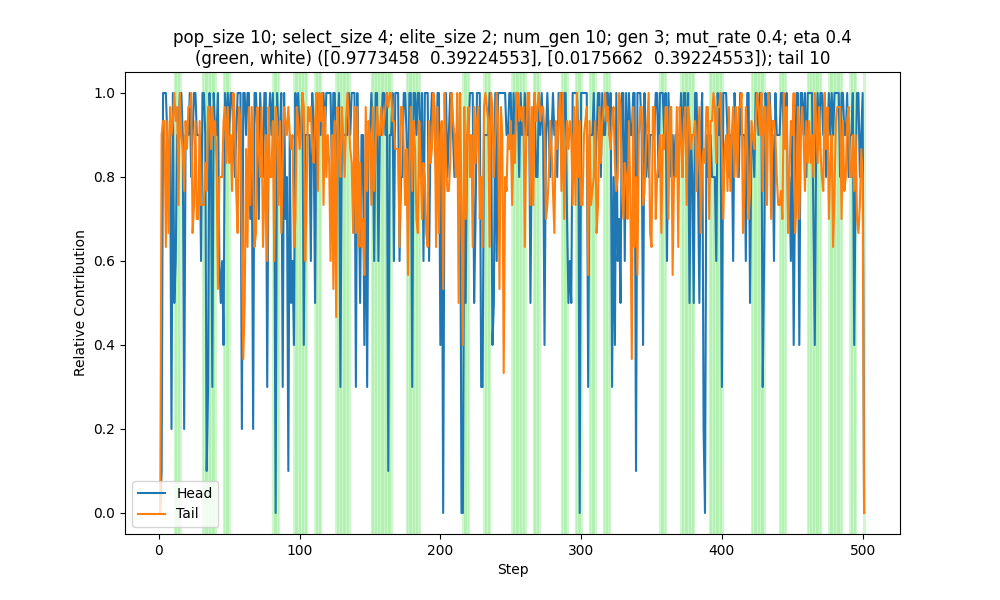 pop_size 10; select_size 4; elite_size 2; num_gen 10; gen 3; mut_rate 0.4; eta 0.4
(green, white) ([0.9773458  0.39224553], [0.0175662  0.39224553]); tail 10
1.0
0.8
0.6
0.4
0.2
0.0
Relative Contribution
Head
Tail
0
100
200
300
400
500
Step